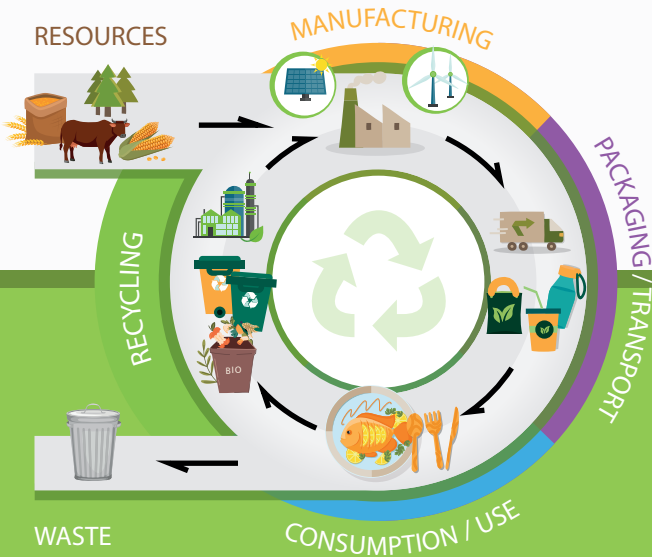 RESOURCES
MANUFACTURING
PACKAGING / TRANSPORT
RECYCLING
BIO
WASTE
CONSUMPTION / USE